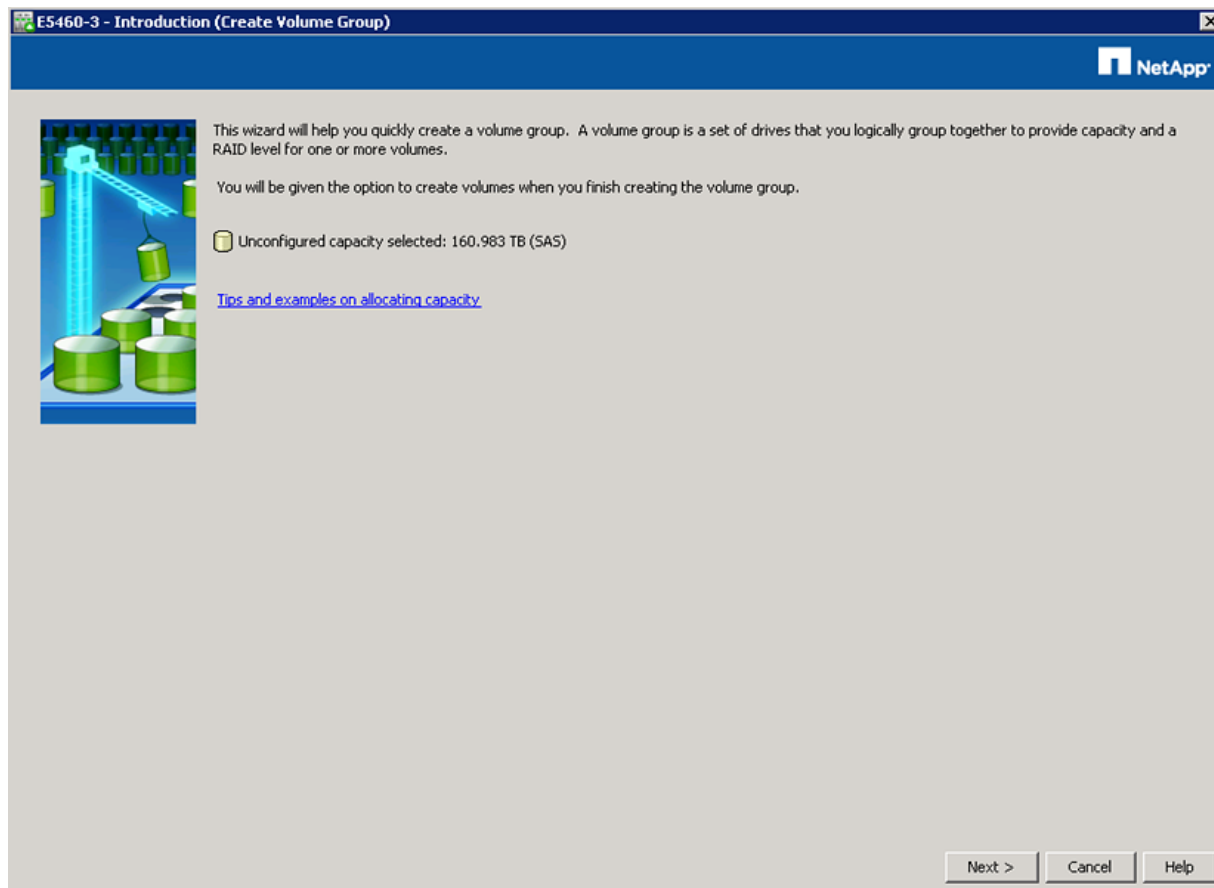 E5460-3 - Introduction (Create Volume Group)
NetApp
This wizard will help you quickly create a volume group. A volume group is a set of drives that you logically group together to provide capacity and a
RAID level for one or more volumes.
You will be given the option to create volumes when you finish creating the volume group.
Unconfigured capacity selected: 160.983 TB (SAS)
Tips and examples on allocating capacity
Next > Cancel Help